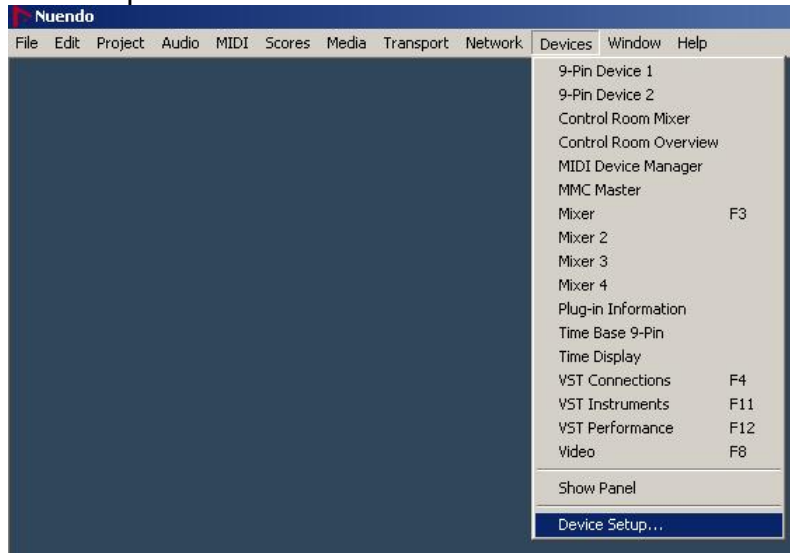 Nuendo
File Edit Project Audio MIDI Scores Media Transport Network Devices Window Help
9-Pin Device 1
9-Pin Device 2
Control Room Mixer
Control Room Overview
MIDI Device Manager
MMC Master
Mixer F3
Mixer 2
Mixer 3
Mixer 4
Plug-in Information
Time Base 9-Pin
Time Display
VST Connections F4
VST Instruments F11
VST Performance F12
Video F8
Show Panel
Device Setup...